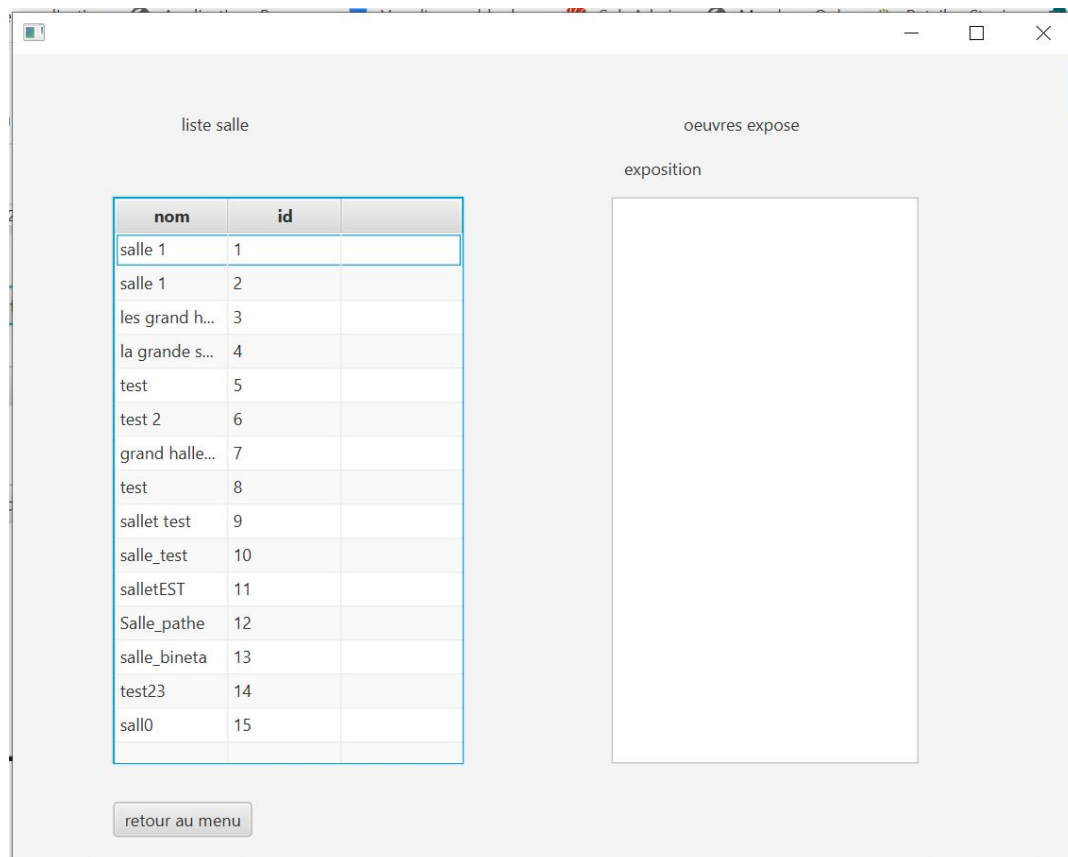 liste salle
oeuvres expose
exposition
nom id
salle 1 1
salle 1 2
les grand h... 3
la grande s... 4
test 5
test 2 6
grand halle... 7
test 8
sallet test 9
salle_test 10
salletEST 11
Salle_pathe 12
salle_bineta 13
test23 14
sall0 15
retour au menu